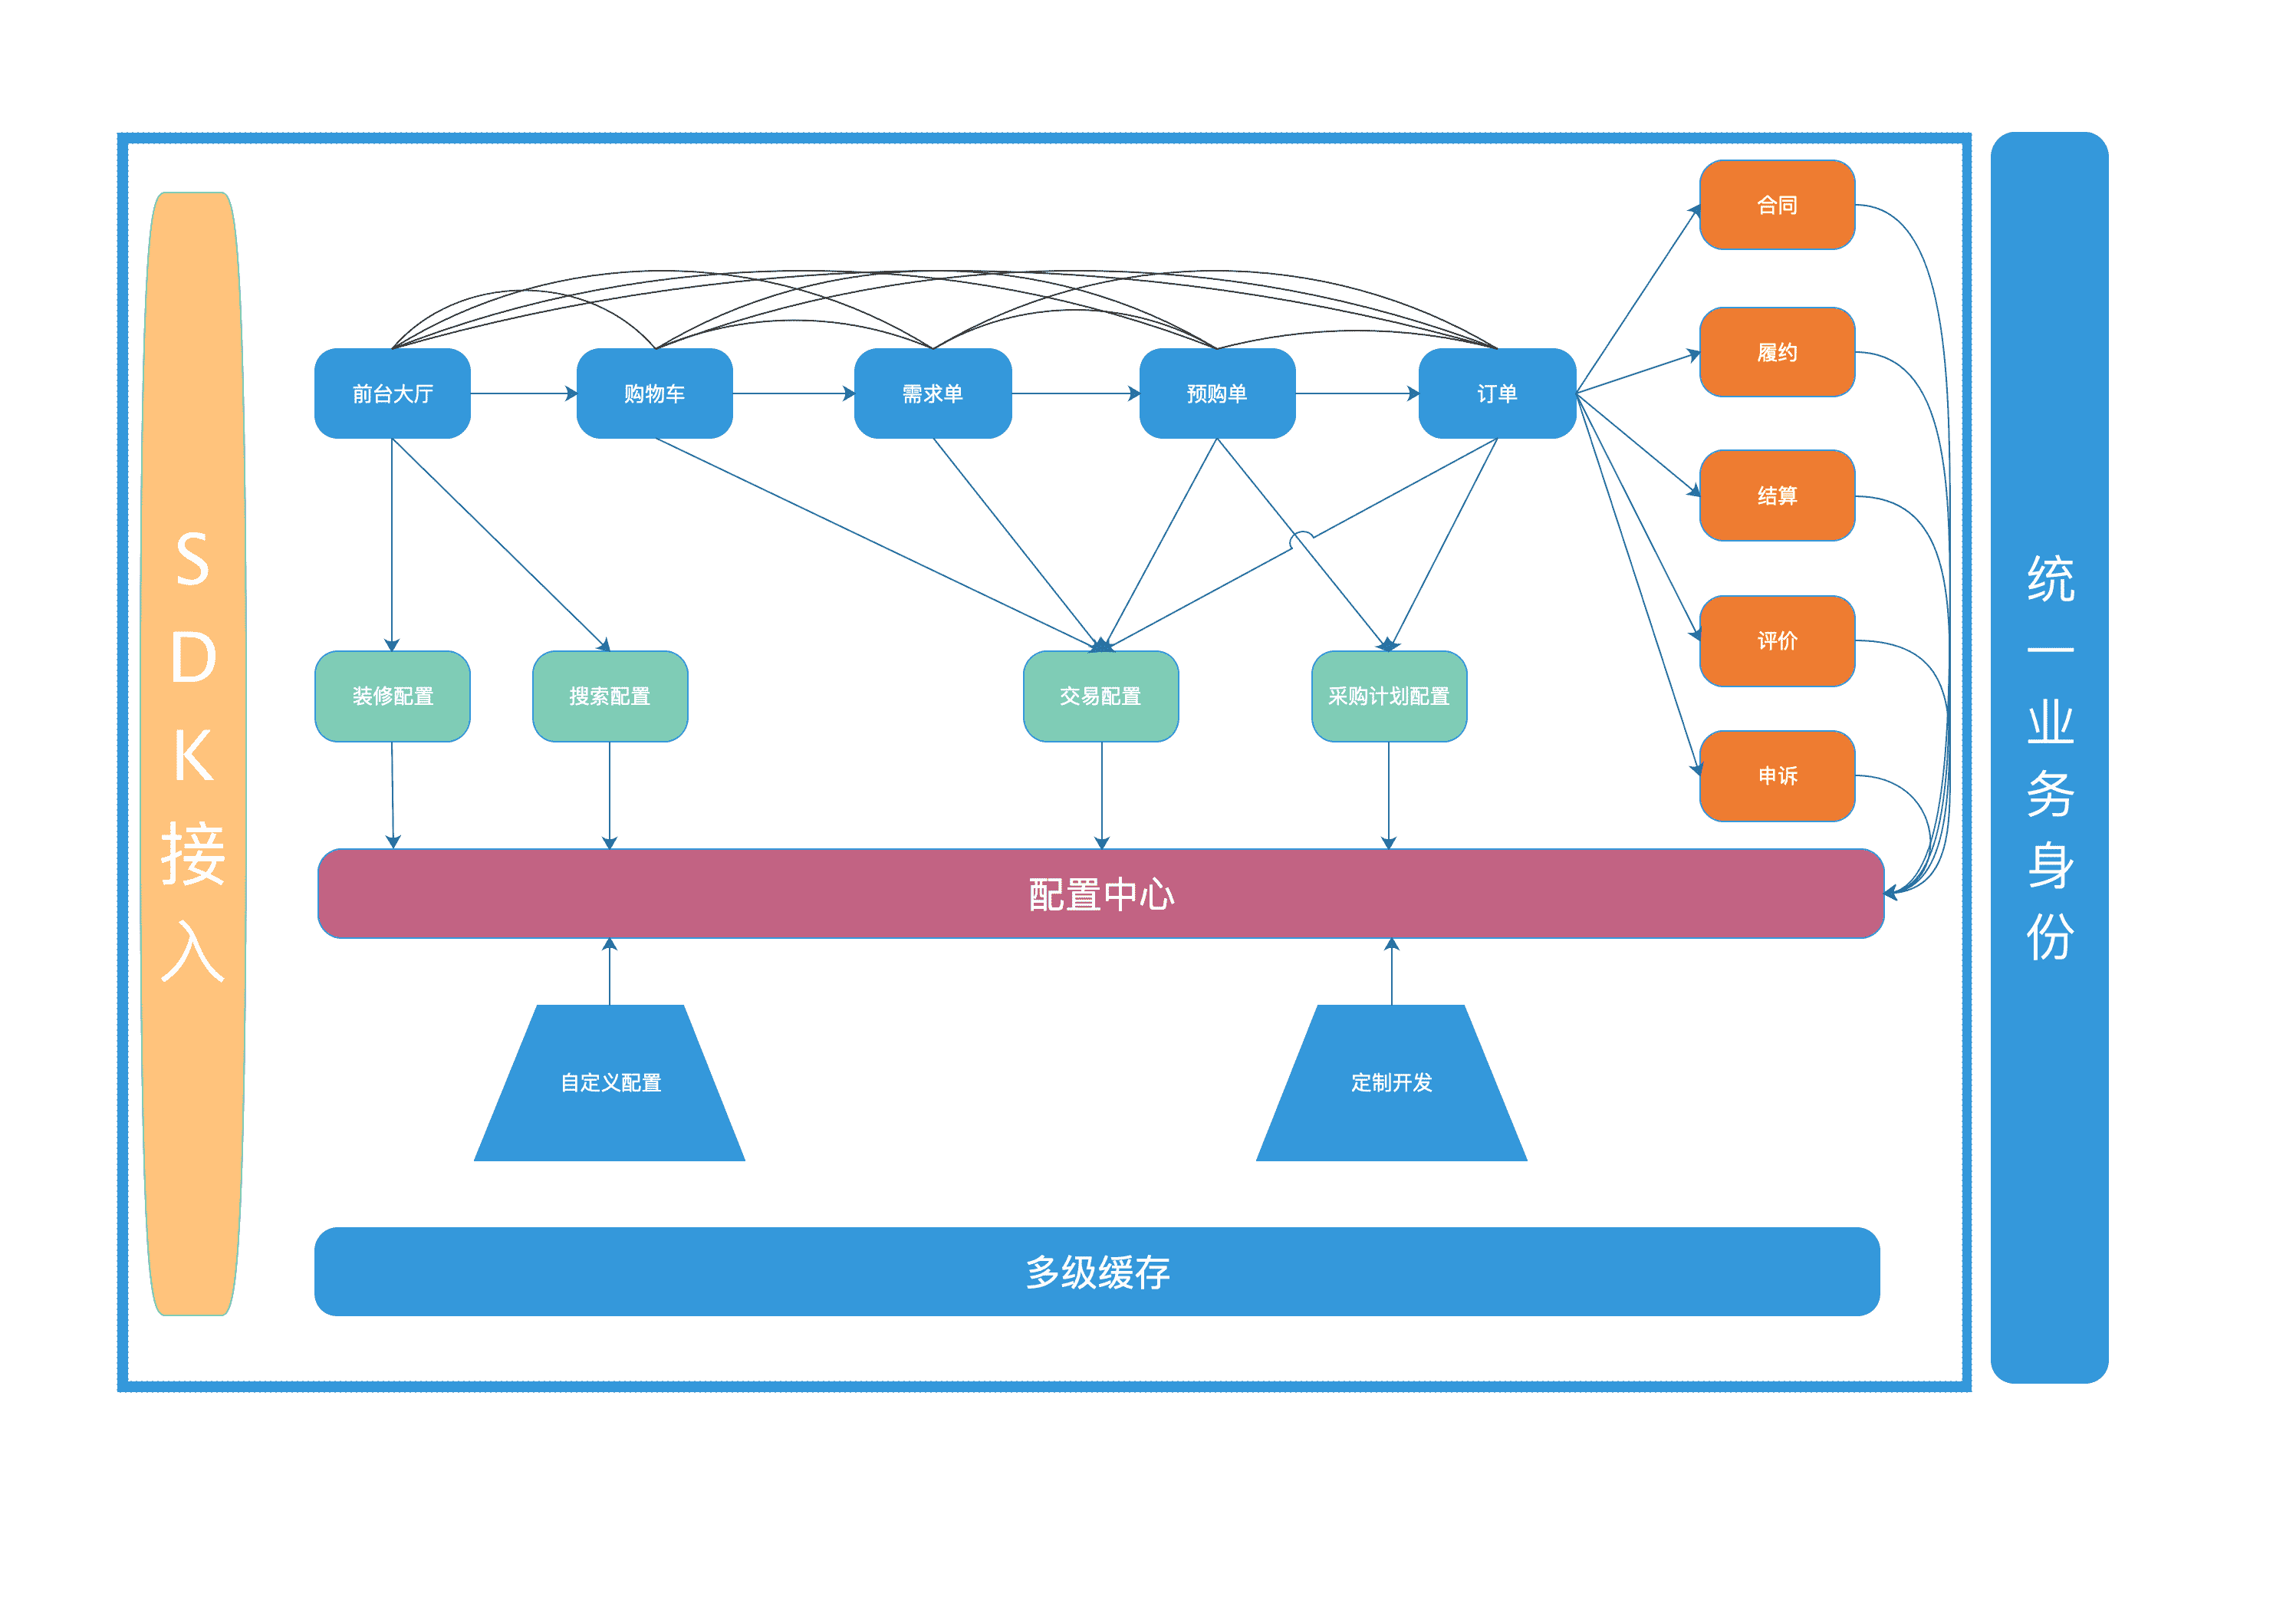 SDK接入
合同
履约
结算
评价
申诉
前台大厅
购物车
需求单
预购单
订单
装修配置
搜索配置
交易配置
采购计划配置
配置中心
自定义配置
定制开发
多级缓存
统一业务身份